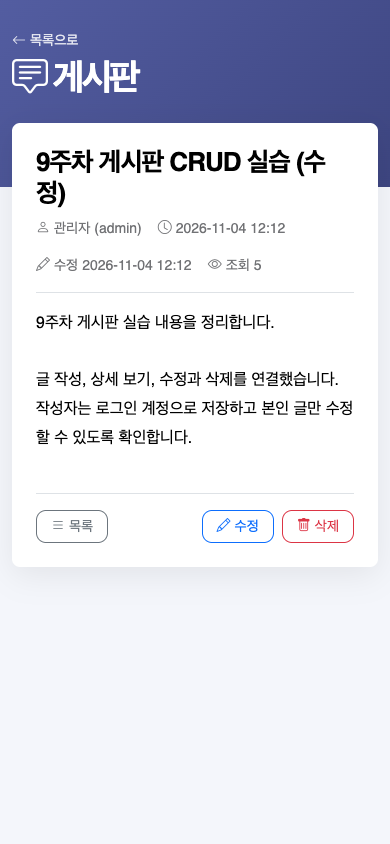 ← 목록으로
게시판
9주차 게시판 CRUD 실습 (수
정)
관리자 (admin) 2026-11-04 12:12
수정 2026-11-04 12:12 조회 5
9주차 게시판 실습 내용을 정리합니다.
글 작성, 상세 보기, 수정과 삭제를 연결했습니다.
작성자는 로그인 계정으로 저장하고 본인 글만 수정
할 수 있도록 확인합니다.
목록 수정 삭제